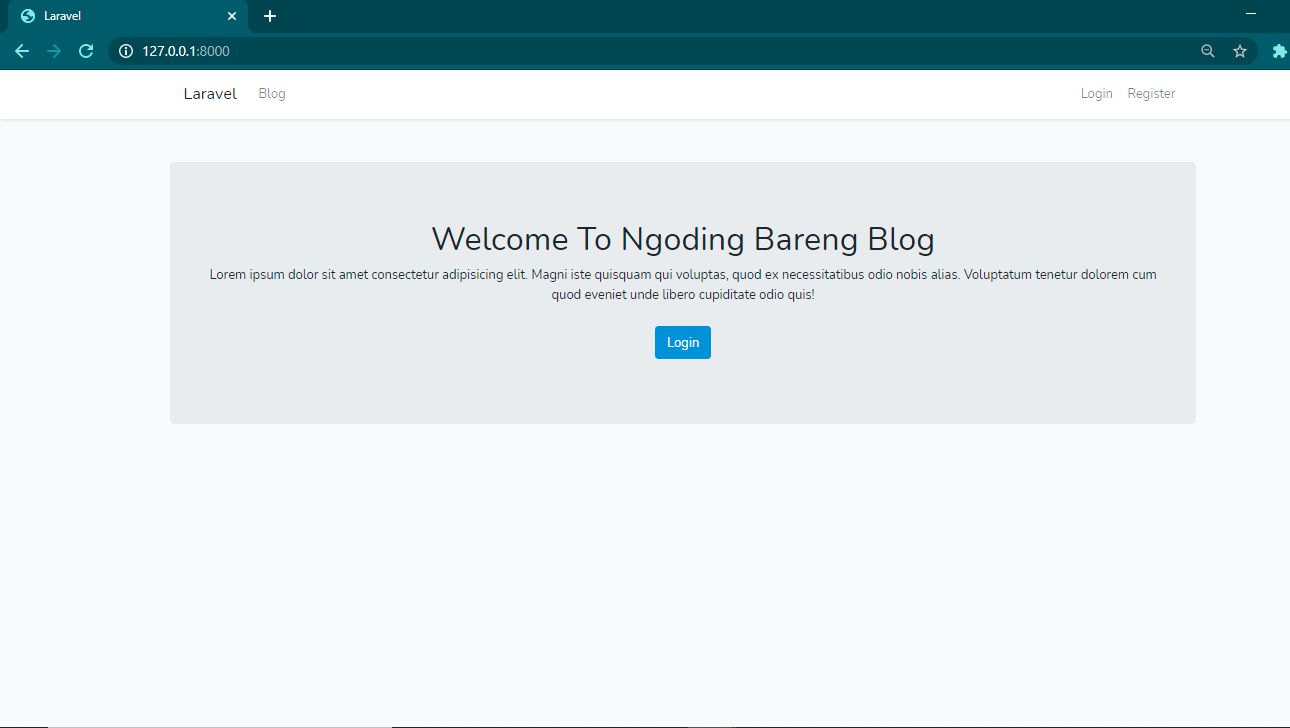 Laravel
127.0.0.1:8000
Laravel Blog Login Register
Welcome To Ngoding Bareng Blog
Lorem ipsum dolor sit amet consectetur adipisicing elit. Magni iste quisquam qui voluptas, quod ex necessitatibus odio nobis alias. Voluptatum tenetur dolorem cum
quod eveniet unde libero cupiditate odio quis!
Login